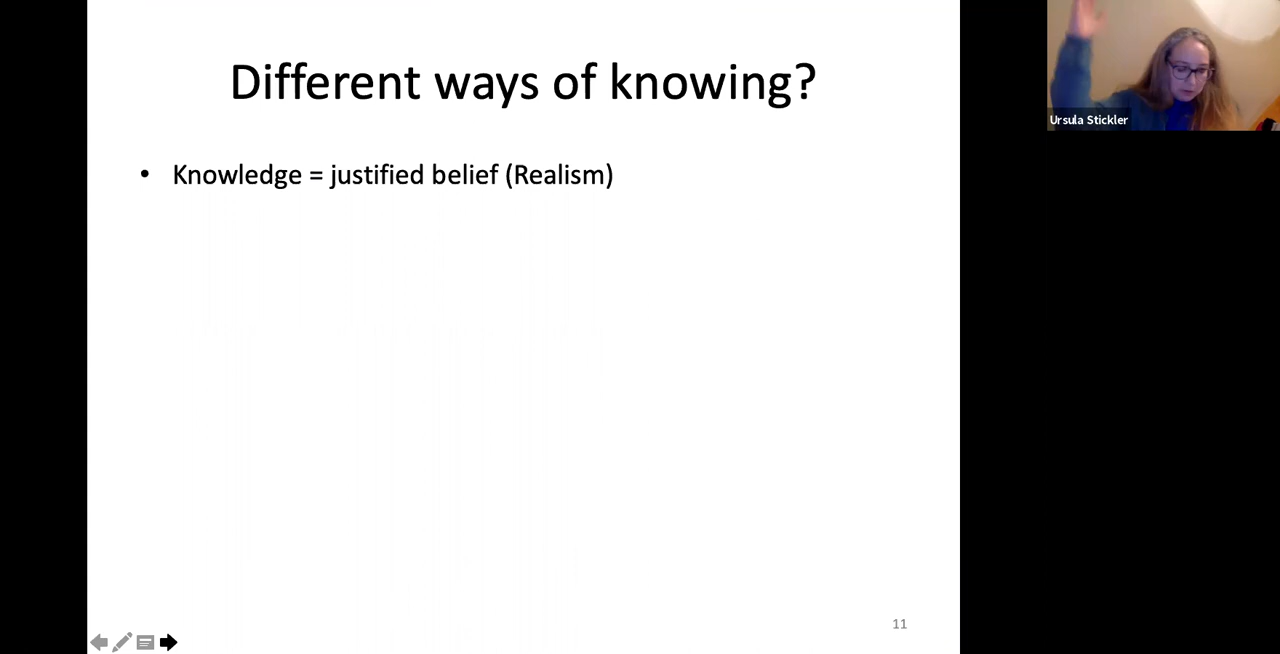 Different ways of knowing?
• Knowledge = justified belief (Realism)
11
Ursula Stickler